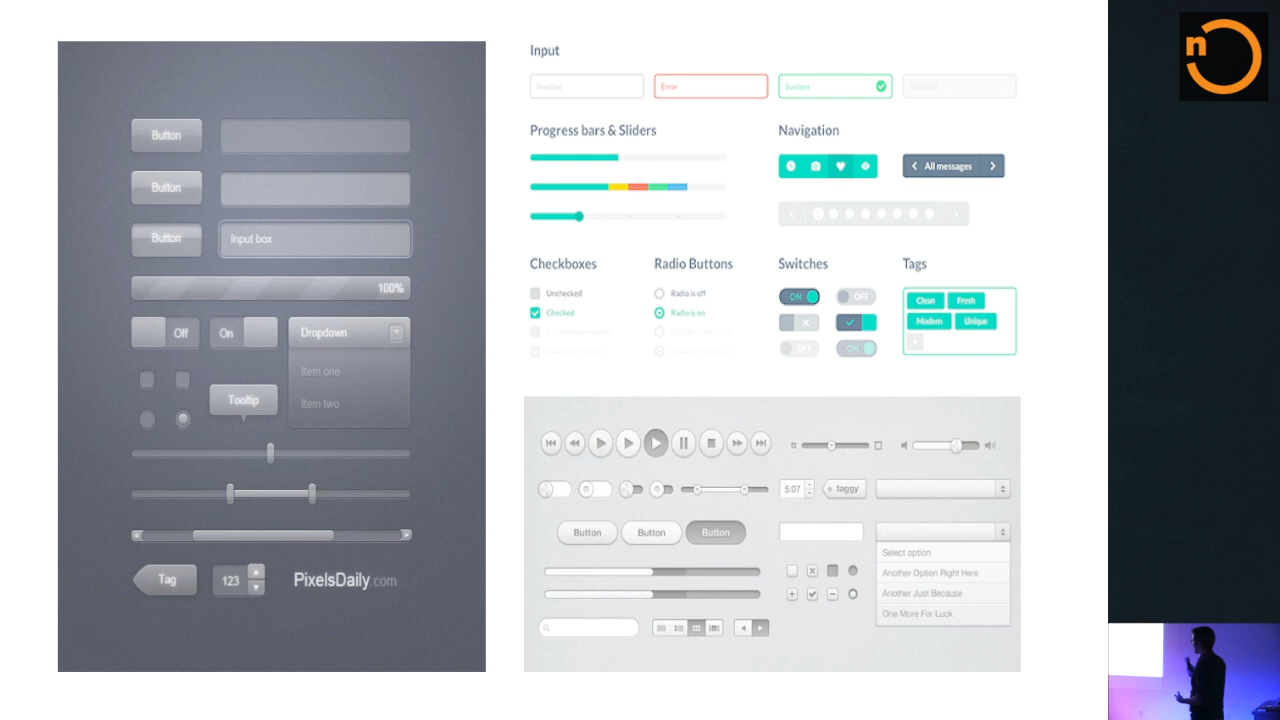 Button
Button
Button
Input box
100%
Off
On
Dropdown
Item one
Item two
Tooltip
Tag
123
PixelsDaily.com
Input
Inactive
Error
Success
Disabled
Progress bars & Sliders
Navigation
All messages
Checkboxes
Unchecked
Checked
Radio Buttons
Radio is off
Radio is on
Switches
ON
OFF
OFF
ON
Tags
Clean
Fresh
Modern
Unique
5:07
taggy
Button
Button
Button
Select option
Another Option Right Here
Another Just Because
One More For Luck
n